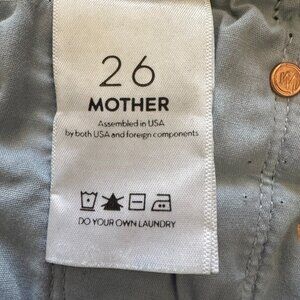 26
MOTHER
Assembled in USA
by both USA and foreign components
DO YOUR OWN LAUNDRY